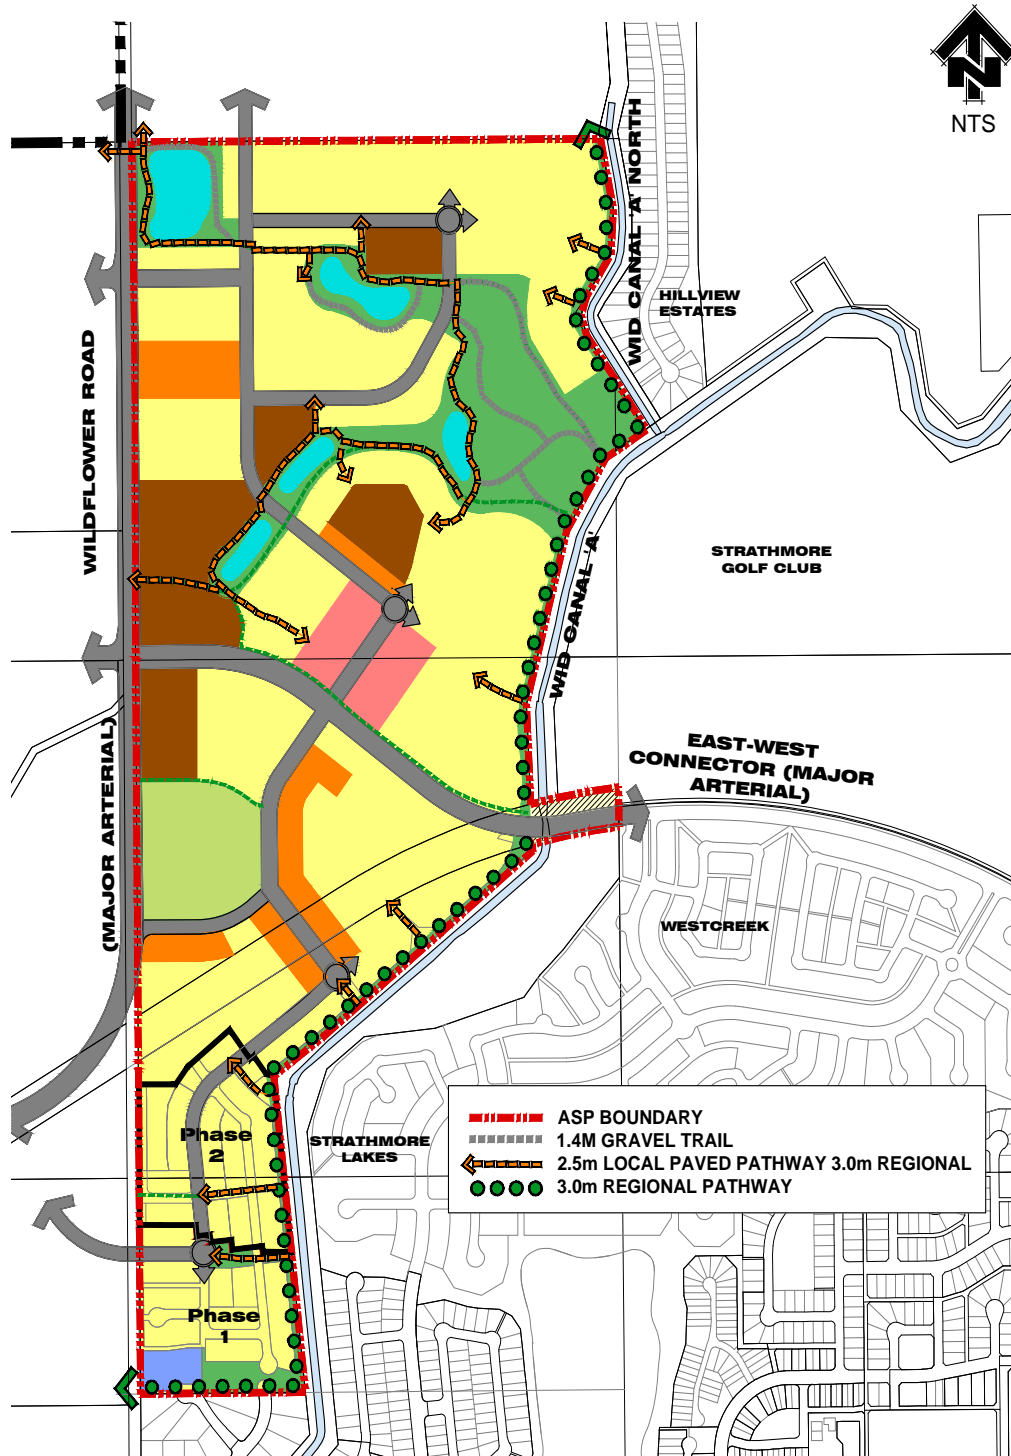 N
NTS
WID CANAL 'A' NORTH
HILLVIEW
ESTATES
WILDFLOWER ROAD
(MAJOR ARTERIAL)
STRATHMORE
GOLF CLUB
WID CANAL 'A'
EAST-WEST
CONNECTOR (MAJOR
ARTERIAL)
WESTCREEK
ASP BOUNDARY
1.4M GRAVEL TRAIL
2.5m LOCAL PAVED PATHWAY 3.0m REGIONAL
3.0m REGIONAL PATHWAY
Phase
2
STRATHMORE
LAKES
Phase
1